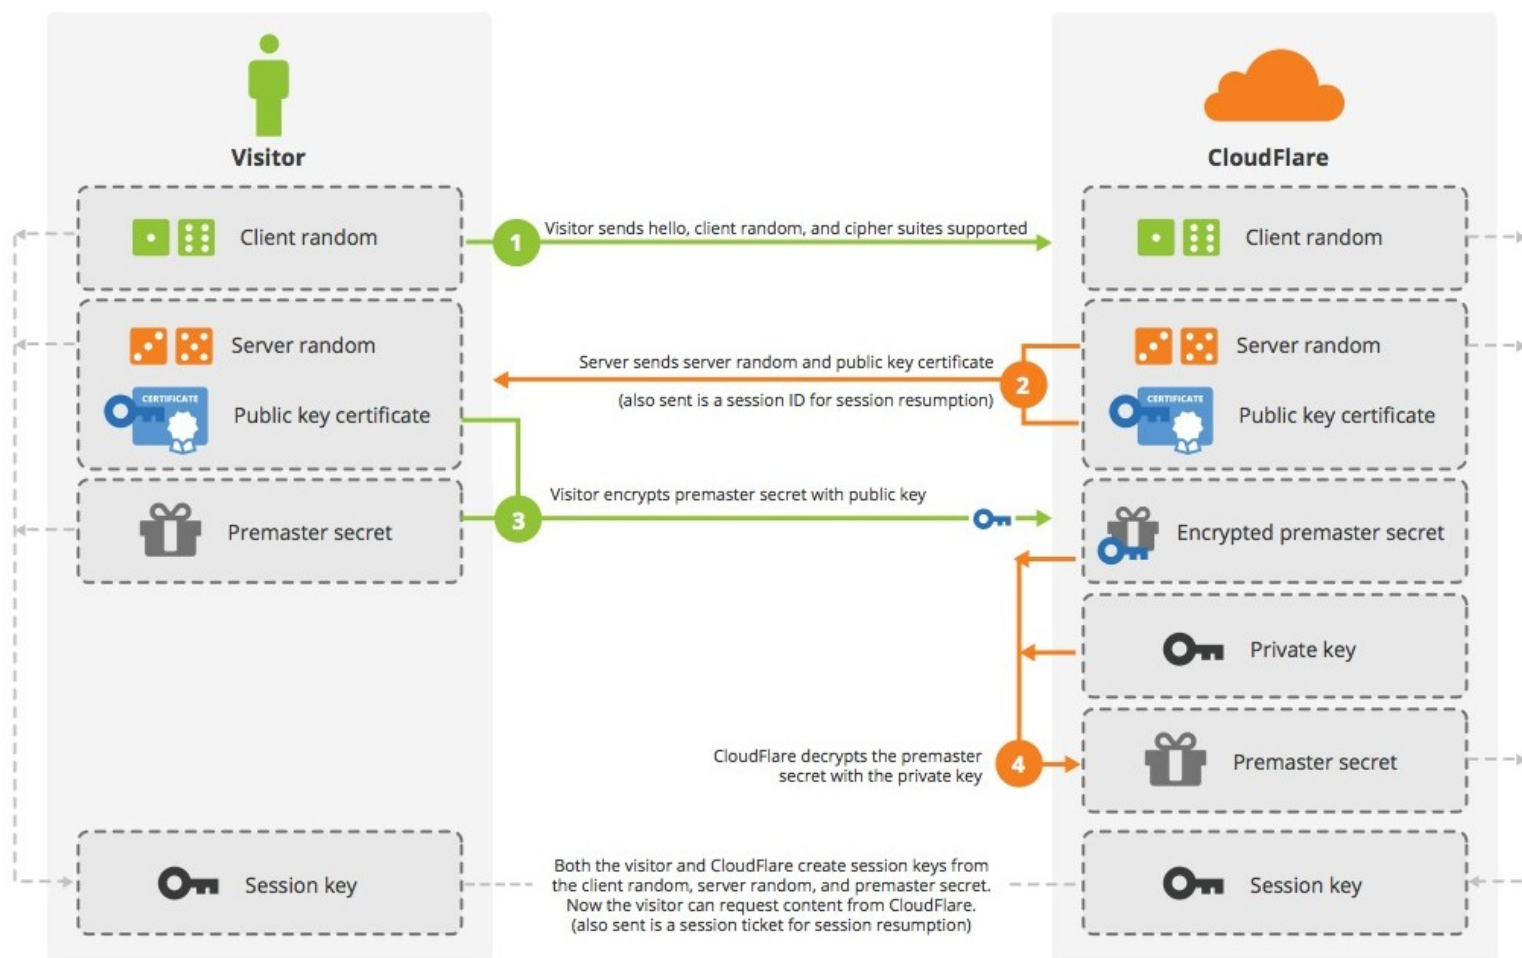 Visitor
CloudFlare
Client random
1
Visitor sends hello, client random, and cipher suites supported
Client random
Server random
Server sends server random and public key certificate
2
Server random
(also sent is a session ID for session resumption)
CERTIFICATE
Public key certificate
CERTIFICATE
Public key certificate
Visitor encrypts premaster secret with public key
3
Premaster secret
Encrypted premaster secret
Private key
CloudFlare decrypts the premaster
secret with the private key
4
Premaster secret
Session key
Both the visitor and CloudFlare create session keys from
the client random, server random, and premaster secret.
Now the visitor can request content from CloudFlare.
(also sent is a session ticket for session resumption)
Session key